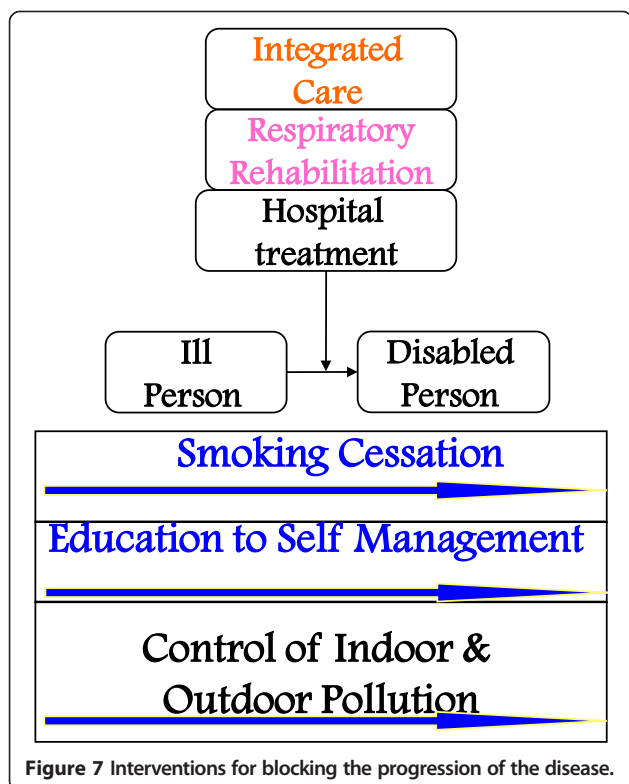 Integrated
Care
Respiratory
Rehabilitation
Hospital
treatment
Ill
Person
Disabled
Person
Smoking Cessation
Education to Self Management
Control of Indoor &
Outdoor Pollution
Figure 7 Interventions for blocking the progression of the disease.